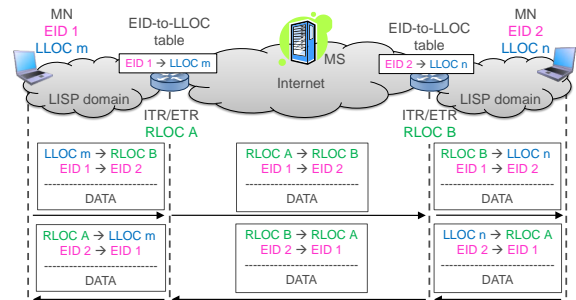 MN
EID 1
LLOC m
EID-to-LLOC
table
EID 1 → LLOC m
MS
Internet
EID-to-LLOC
table
EID 2 → LLOC n
MN
EID 2
LLOC n
LISP domain
LISP domain
ITR/ETR
RLOC A
ITR/ETR
RLOC B
LLOC m → RLOC B
EID 1 → EID 2
DATA
RLOC A → RLOC B
EID 1 → EID 2
DATA
RLOC B → LLOC n
EID 1 → EID 2
DATA
RLOC A → LLOC m
EID 2 → EID 1
DATA
RLOC B → RLOC A
EID 2 → EID 1
DATA
LLOC n → RLOC A
EID 2 → EID 1
DATA